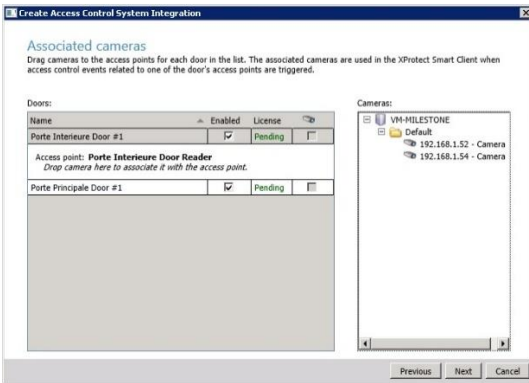 Create Access Control System Integration
Associated cameras
Drag cameras to the access points for each door in the list. The associated cameras are used in the XProtect Smart Client when
access control events related to one of the door's access points are triggered.
Doors:
Name Enabled License
Porte Interieure Door #1 Pending
Access point: Porte Interieure Door Reader
Drop camera here to associate it with the access point.
Porte Principale Door #1 Pending
Cameras:
VM-MILESTONE
Default
192.168.1.52 - Camera
192.168.1.54 - Camera
Previous Next Cancel